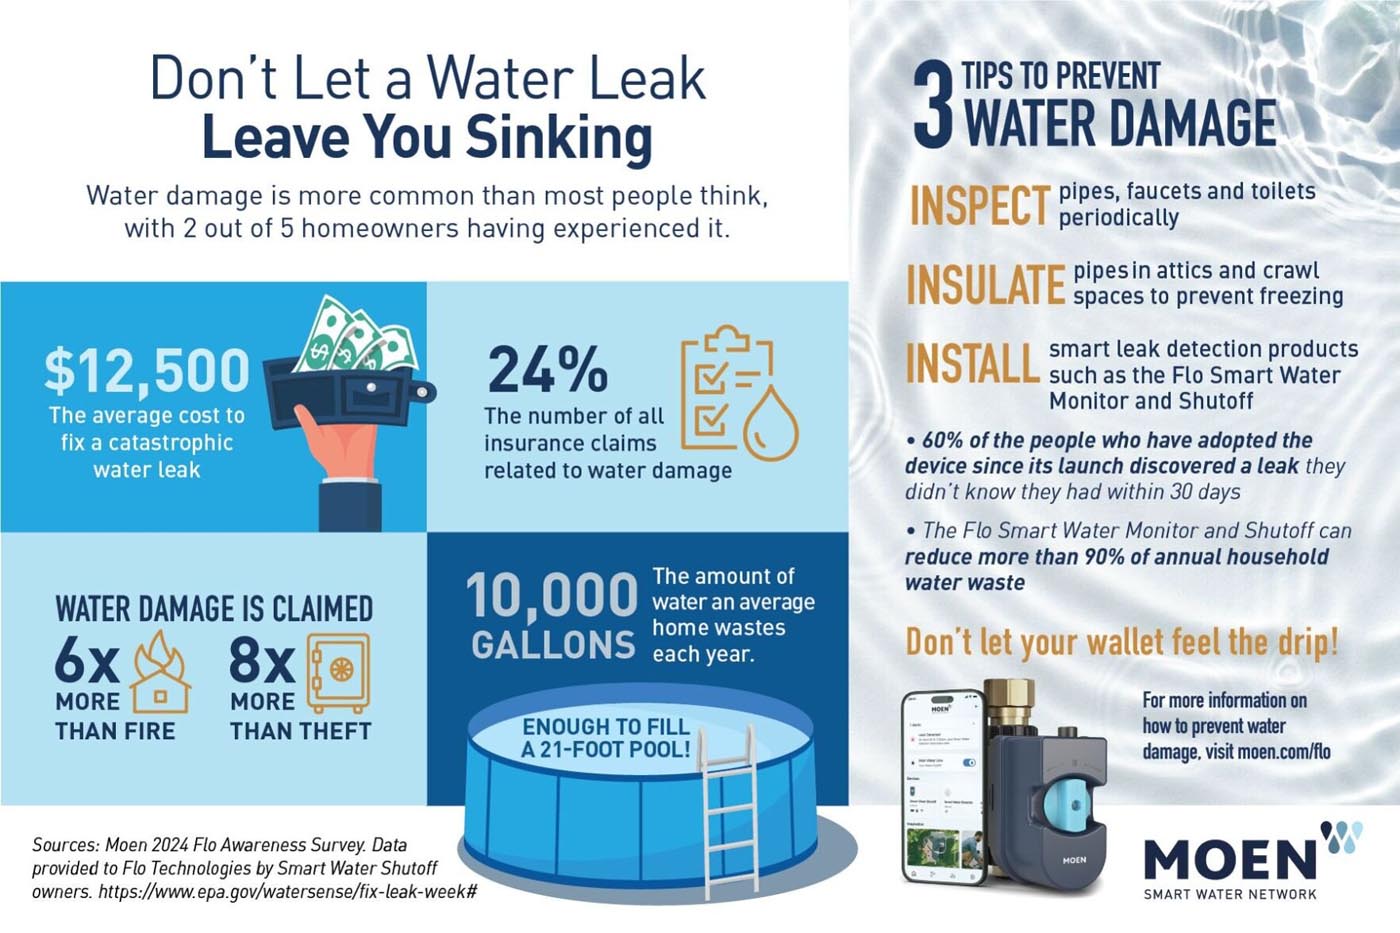 Don't Let a Water Leak
Leave You Sinking
Water damage is more common than most people think,
with 2 out of 5 homeowners having experienced it.
$12,500
The average cost to
fix a catastrophic
water leak
24%
The number of all
insurance claims
related to water damage
WATER DAMAGE IS CLAIMED
6x
MORE
THAN FIRE
8x
MORE
THAN THEFT
10,000
GALLONS
The amount of
water an average
home wastes
each year.
ENOUGH TO FILL
A 21-FOOT POOL!
Sources: Moen 2024 Flo Awareness Survey. Data
provided to Flo Technologies by Smart Water Shutoff
owners. https://www.epa.gov/watersense/fix-leak-week#
3 TIPS TO PREVENT
WATER DAMAGE
INSPECT pipes, faucets and toilets
periodically
INSULATE pipes in attics and crawl
spaces to prevent freezing
INSTALL smart leak detection products
such as the Flo Smart Water
Monitor and Shutoff
• 60% of the people who have adopted the
device since its launch discovered a leak they
didn't know they had within 30 days
• The Flo Smart Water Monitor and Shutoff can
reduce more than 90% of annual household
water waste
Don't let your wallet feel the drip!
MOEN
MOEN
For more information on
how to prevent water
damage, visit moen.com/flo
MOEN
SMART WATER NETWORK